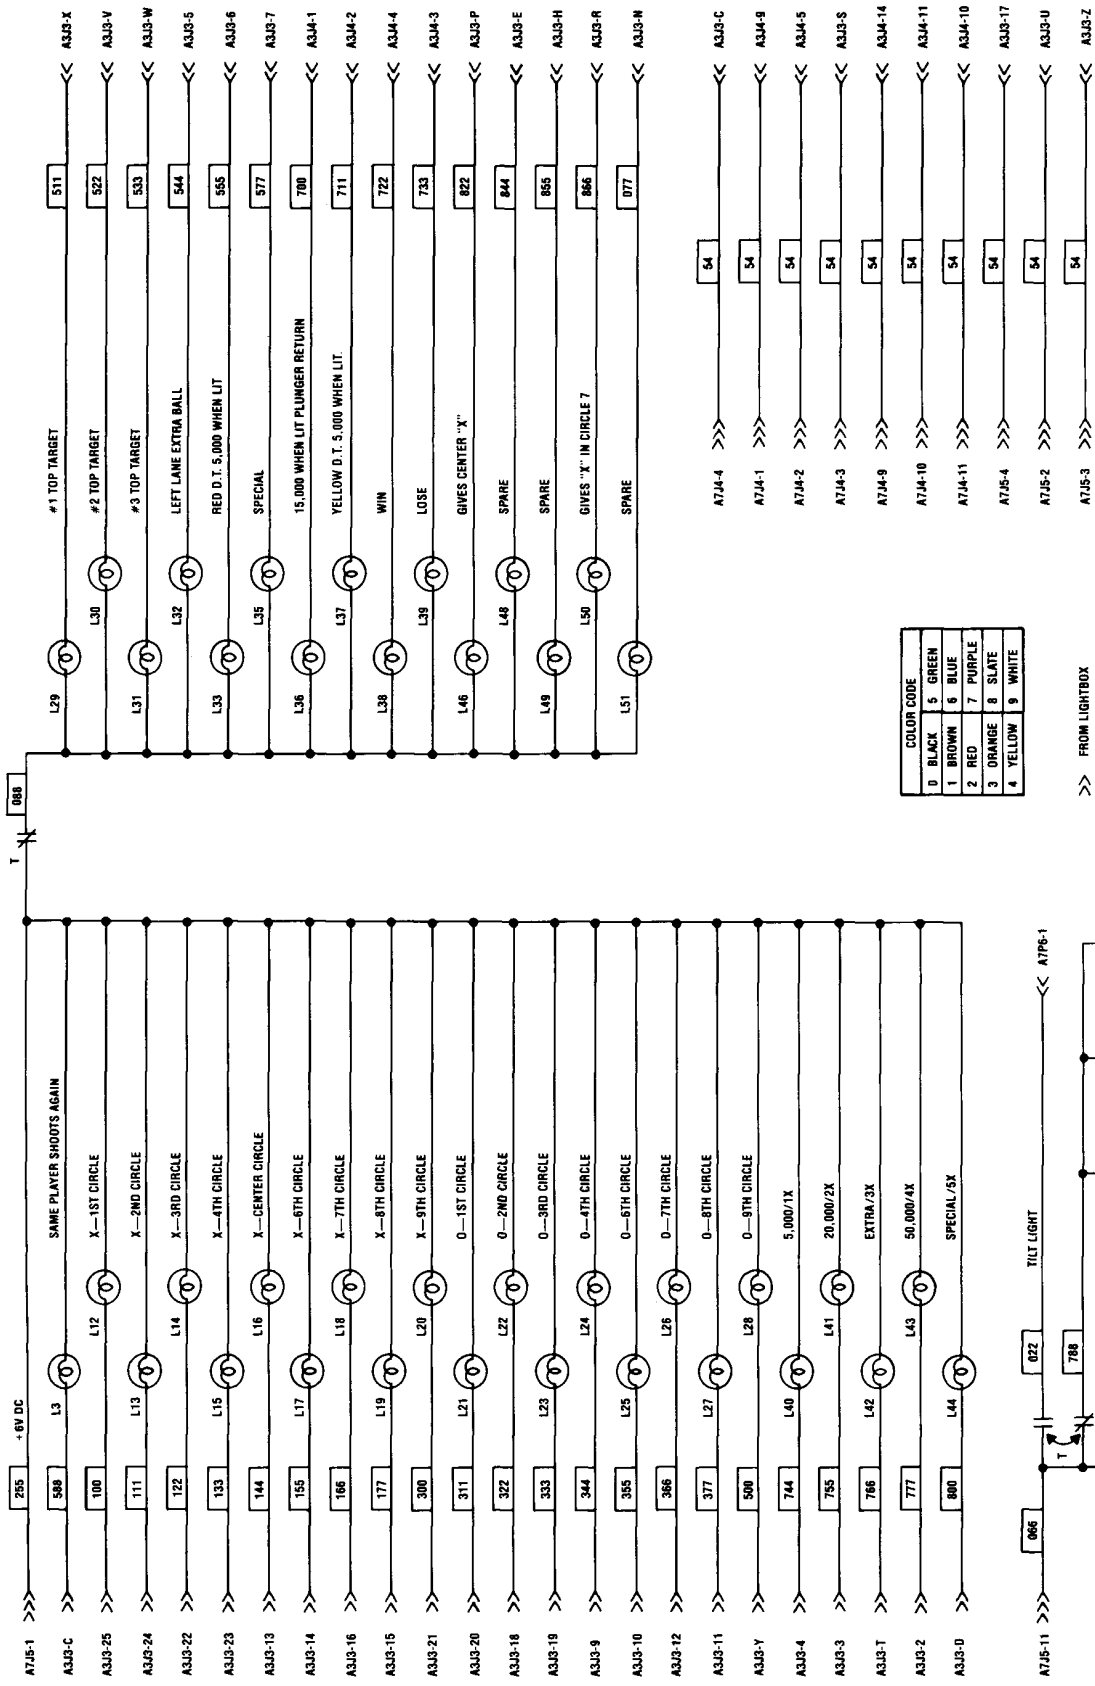 A7J5-1 255 +6V DC T 088
A3J3-C 588 L3 SAME PLAYER SHOOTS AGAIN
A3J3-25 100 L12 X—1ST CIRCLE
A3J3-24 111 L13 X—2ND CIRCLE
A3J3-22 122 L14 X—3RD CIRCLE
A3J3-23 133 L15 X—4TH CIRCLE
A3J3-13 144 L16 X—CENTER CIRCLE
A3J3-14 155 L17 X—6TH CIRCLE
A3J3-16 166 L18 X—7TH CIRCLE
A3J3-15 177 L19 X—8TH CIRCLE
A3J3-21 300 L20 X—9TH CIRCLE
A3J3-20 311 L21 O—1ST CIRCLE
A3J3-18 322 L22 O—2ND CIRCLE
A3J3-19 333 L23 O—3RD CIRCLE
A3J3-9 344 L24 O—4TH CIRCLE
A3J3-10 355 L25 O—6TH CIRCLE
A3J3-12 366 L26 O—7TH CIRCLE
A3J3-11 377 L27 O—8TH CIRCLE
A3J3-Y 500 L28 O—9TH CIRCLE
A3J3-4 744 L40 5,000/1X
A3J3-3 755 L41 20,000/2X
A3J3-T 766 L42 EXTRA/3X
A3J3-2 777 L43 50,000/4X
A3J3-D 800 L44 SPECIAL/5X
A7J5-11 066 022 TILT LIGHT A7P6-1
T 788
L29 #1 TOP TARGET 511 A3J3-X
L30 #2 TOP TARGET 522 A3J3-V
L31 #3 TOP TARGET 533 A3J3-W
L32 LEFT LANE EXTRA BALL 544 A3J3-5
L33 RED D.T. 5,000 WHEN LIT 555 A3J3-6
L35 SPECIAL 577 A3J3-7
L36 15,000 WHEN LIT PLUNGER RETURN 700 A3J4-1
L37 YELLOW D.T. 5,000 WHEN LIT. 711 A3J4-2
L38 WIN 722 A3J4-4
L39 LOSE 733 A3J4-3
L46 GIVES CENTER "X" 822 A3J3-P
L48 SPARE 844 A3J3-E
L49 SPARE 855 A3J3-H
L50 GIVES "X" IN CIRCLE 7 866 A3J3-R
L51 SPARE 077 A3J3-N
A7J4-4 54 A3J3-C
A7J4-1 54 A3J4-9
A7J4-2 54 A3J4-5
A7J4-3 54 A3J3-S
A7J4-9 54 A3J4-14
A7J4-10 54 A3J4-11
A7J4-11 54 A3J4-10
A7J5-4 54 A3J3-17
A7J5-2 54 A3J3-U
A7J5-3 54 A3J3-Z
COLOR CODE
0 BLACK 5 GREEN
1 BROWN 6 BLUE
2 RED 7 PURPLE
3 ORANGE 8 SLATE
4 YELLOW 9 WHITE
>> FROM LIGHTBOX